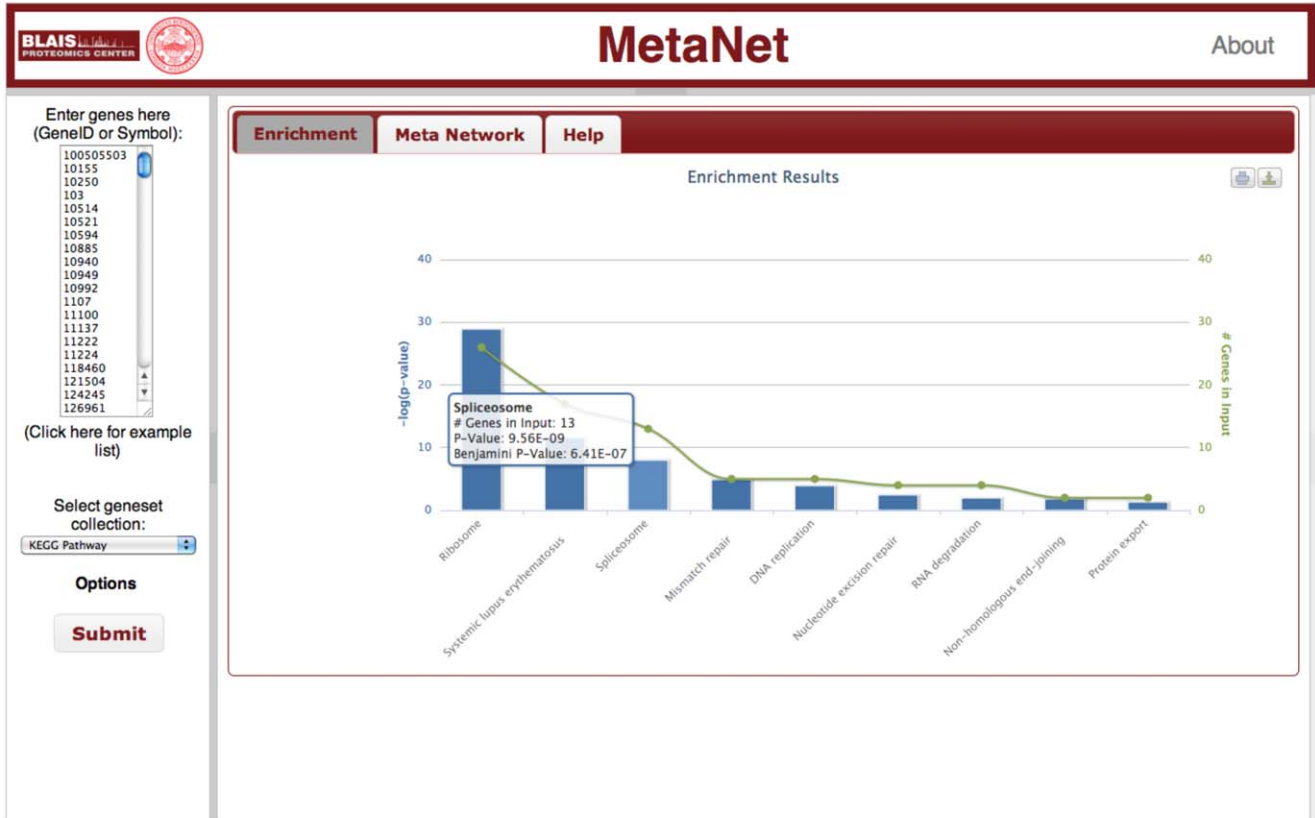 BLAIS
PROTEOMICS CENTER
MetaNet
About
Enter genes here
(GeneID or Symbol):
100505503
10155
10250
103
10514
10521
10594
10885
10940
10949
10992
1107
11100
11137
11222
11224
118460
121504
124245
126961
(Click here for example
list)
Select geneset
collection:
KEGG Pathway
Options
Submit
Enrichment
Meta Network
Help
Enrichment Results
-log(p-value)
40
30
20
10
0
Spliceosome
# Genes in Input: 13
P-Value: 9.56E-09
Benjamini P-Value: 6.41E-07
40
30
20
10
0
# Genes in Input
Ribosome
Systemic lupus erythematosus
Spliceosome
Mismatch repair
DNA replication
Nucleotide excision repair
RNA degradation
Non-homologous end-joining
Protein export